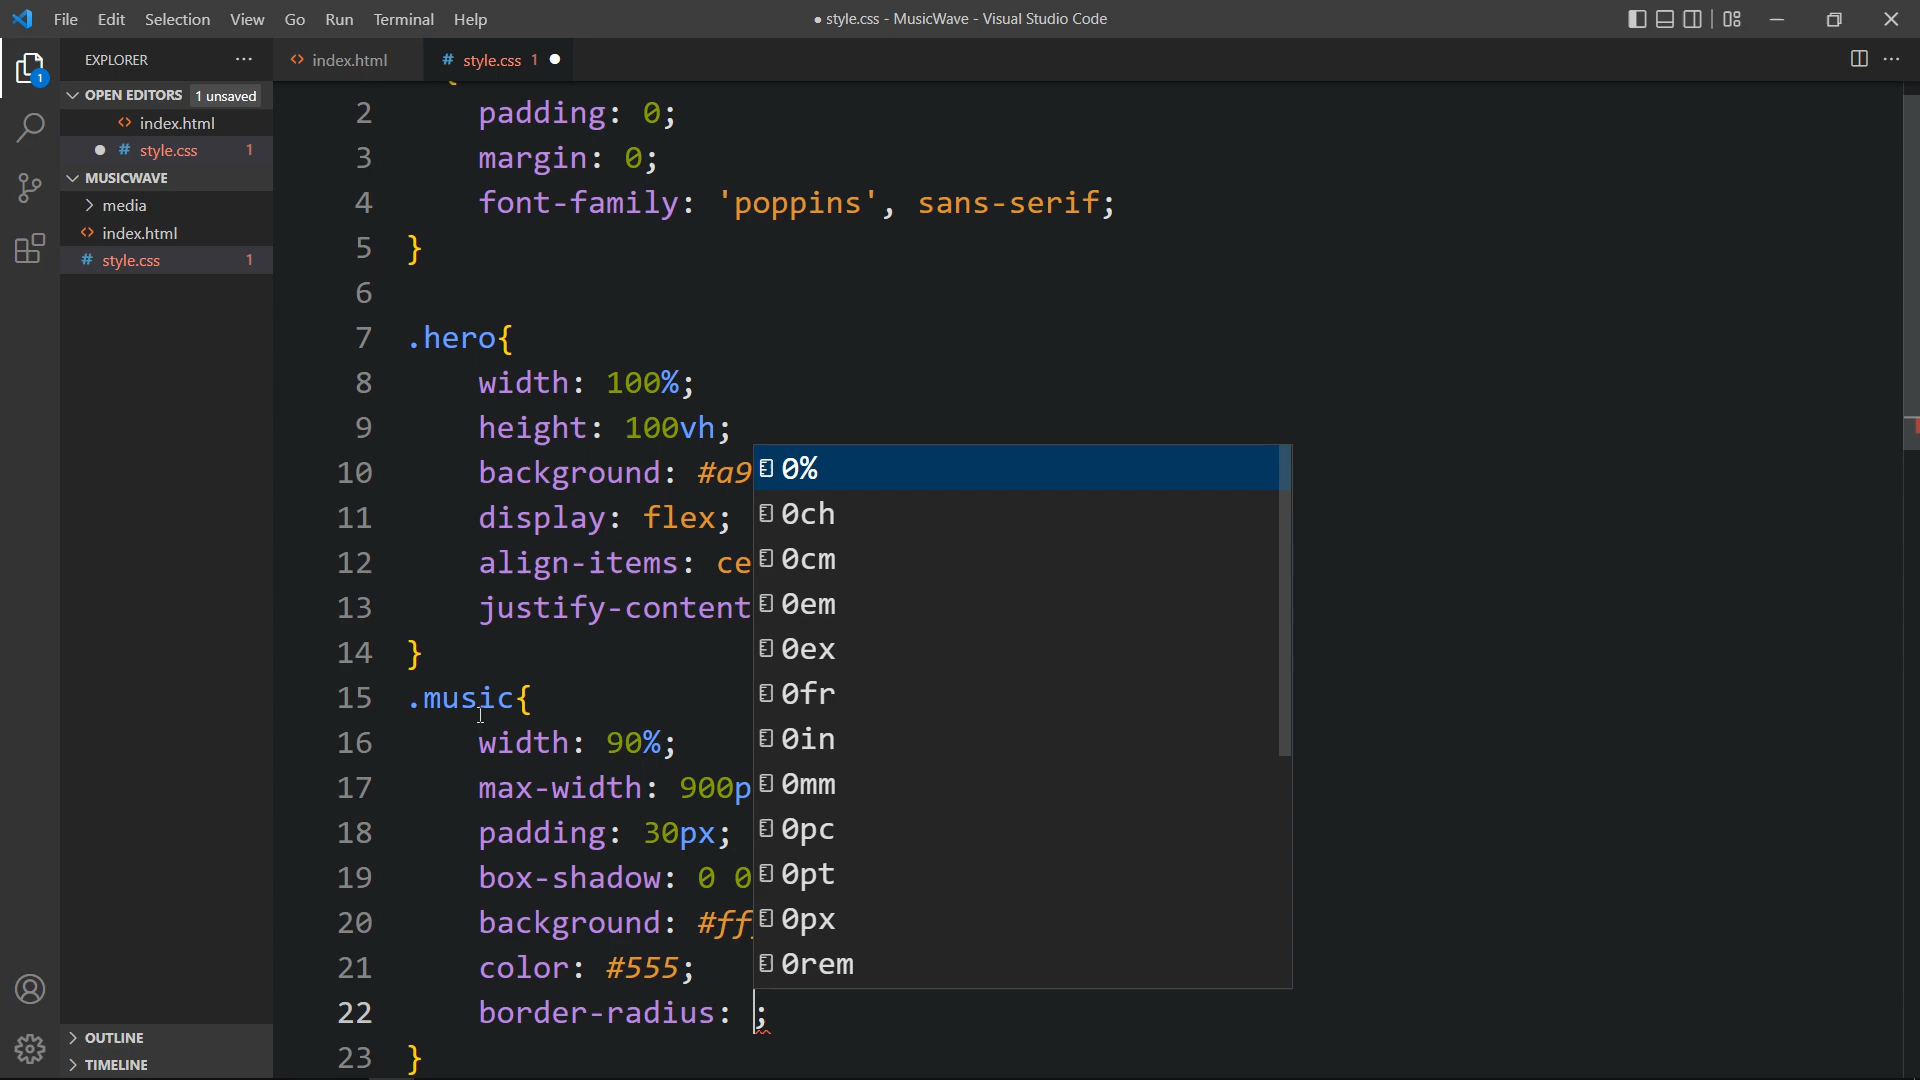 File Edit Selection View Go Run Terminal Help
● style.css - MusicWave - Visual Studio Code
EXPLORER
index.html
# style.css 1
OPEN EDITORS 1 unsaved
index.html
# style.css 1
MUSICWAVE
media
index.html
# style.css 1
OUTLINE
TIMELINE
1
2 padding: 0;
3 margin: 0;
4 font-family: 'poppins', sans-serif;
5 }
6
7 .hero{
8 width: 100%;
9 height: 100vh;
10 background: #a9
11 display: flex;
12 align-items: ce
13 justify-content
14 }
15 .music{
16 width: 90%;
17 max-width: 900p
18 padding: 30px;
19 box-shadow: 0 0
20 background: #ff
21 color: #555;
22 border-radius: ;
23 }
0%
0ch
0cm
0em
0ex
0fr
0in
0mm
0pc
0pt
0px
0rem